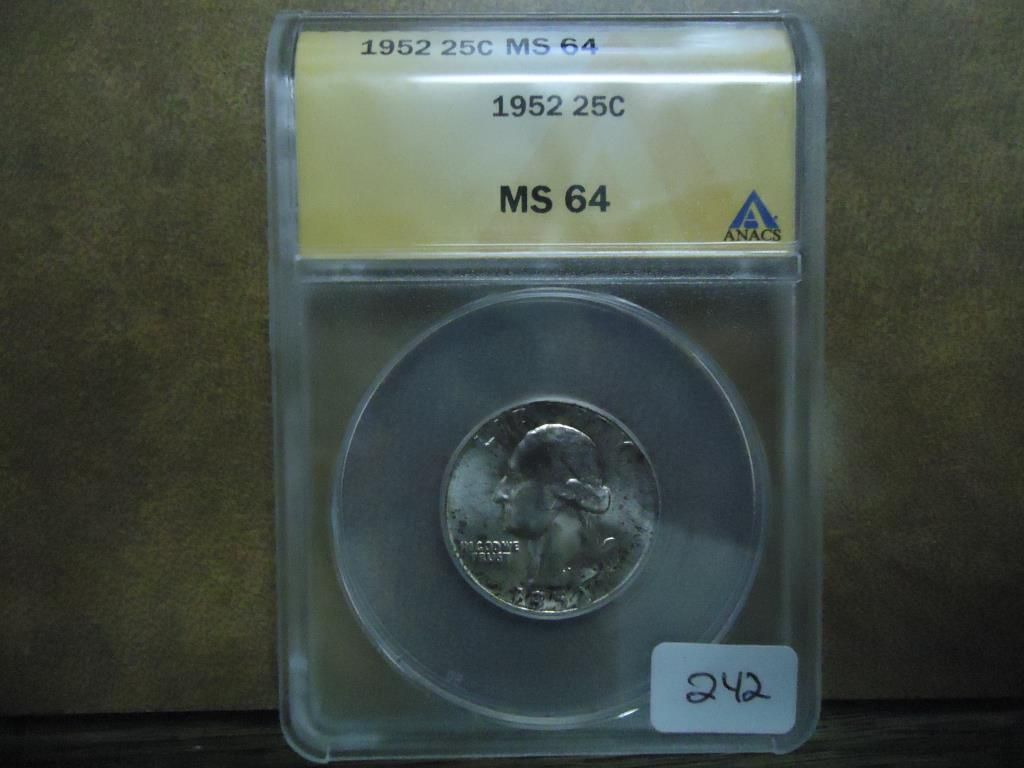 1952 25C MS 64
1952 25C
MS 64
ANACS
IN GOD WE
TRUST
242